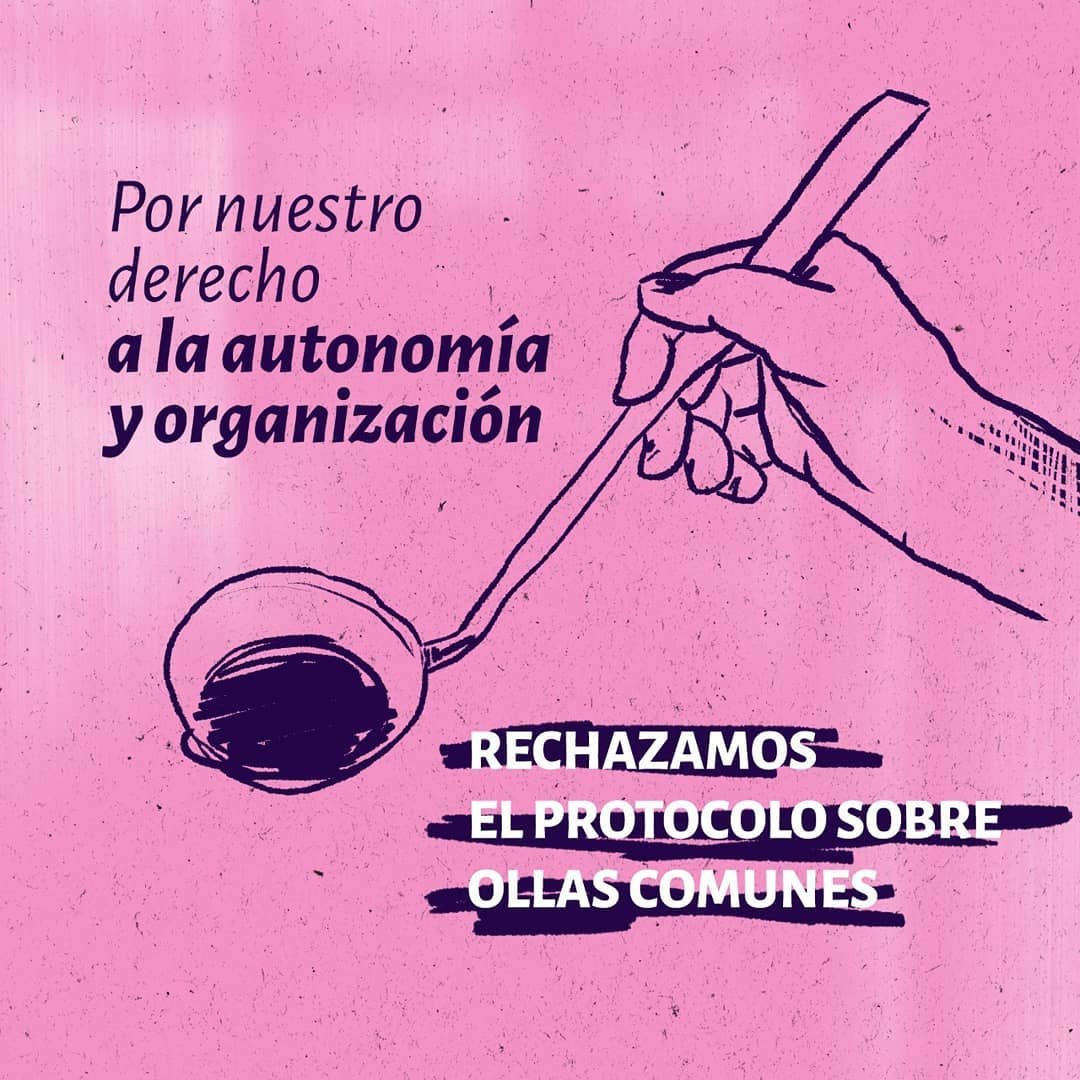 Por nuestro
derecho
a la autonomía
y organización
RECHAZAMOS
EL PROTOCOLO SOBRE
OLLAS COMUNES